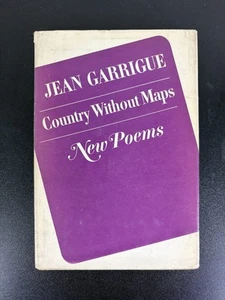 JEAN GARRIGUE
Country Without Maps
New Poems